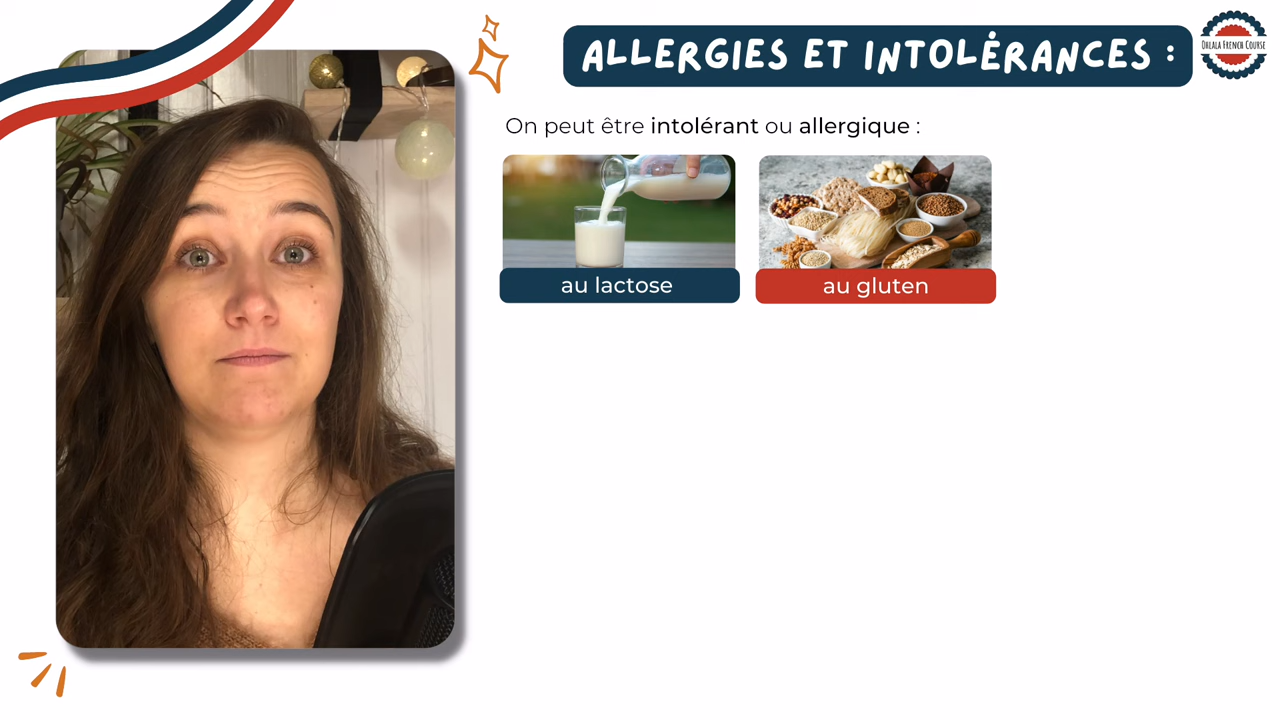 ALLERGIES ET INTOLÉRANCES :
OHLALA FRENCH COURSE
On peut être intolérant ou allergique :
au lactose
au gluten